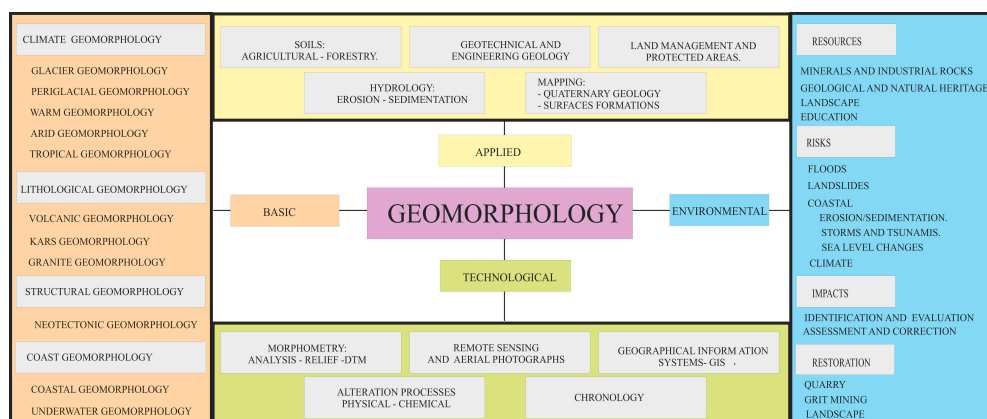 CLIMATE GEOMORPHOLOGY
GLACIER GEOMORPHOLOGY
PERIGLACIAL GEOMORPHOLOGY
WARM GEOMORPHOLOGY
ARID GEOMORPHOLOGY
TROPICAL GEOMORPHOLOGY
LITHOLOGICAL GEOMORPHOLOGY
VOLCANIC GEOMORPHOLOGY
KARS GEOMORPHOLOGY
GRANITE GEOMORPHOLOGY
STRUCTURAL GEOMORPHOLOGY
NEOTECTONIC GEOMORPHOLOGY
COAST GEOMORPHOLOGY
COASTAL GEOMORPHOLOGY
UNDERWATER GEOMORPHOLOGY
SOILS:
AGRICULTURAL - FORESTRY.
GEOTECHNICAL AND
ENGINEERING GEOLOGY
LAND MANAGEMENT AND
PROTECTED AREAS.
HYDROLOGY:
EROSION - SEDIMENTATION
MAPPING:
- QUATERNARY GEOLOGY
- SURFACES FORMATIONS
APPLIED
BASIC
GEOMORPHOLOGY
ENVIRONMENTAL
TECHNOLOGICAL
MORPHOMETRY:
ANALYSIS - RELIEF -DTM
REMOTE SENSING
AND AERIAL PHOTOGRAPHS
GEOGRAPHICAL INFORMATION
SYSTEMS- GIS .
ALTERATION PROCESSES
PHYSICAL - CHEMICAL
CHRONOLOGY
RESOURCES
MINERALS AND INDUSTRIAL ROCKS
GEOLOGICAL AND NATURAL HERITAGE
LANDSCAPE
EDUCATION
RISKS
FLOODS
LANDSLIDES
COASTAL
EROSION/SEDIMENTATION.
STORMS AND TSUNAMIS.
SEA LEVEL CHANGES
CLIMATE
IMPACTS
IDENTIFICATION AND EVALUATION
ASSESSMENT AND CORRECTION
RESTORATION
QUARRY
GRIT MINING
LANDSCAPE